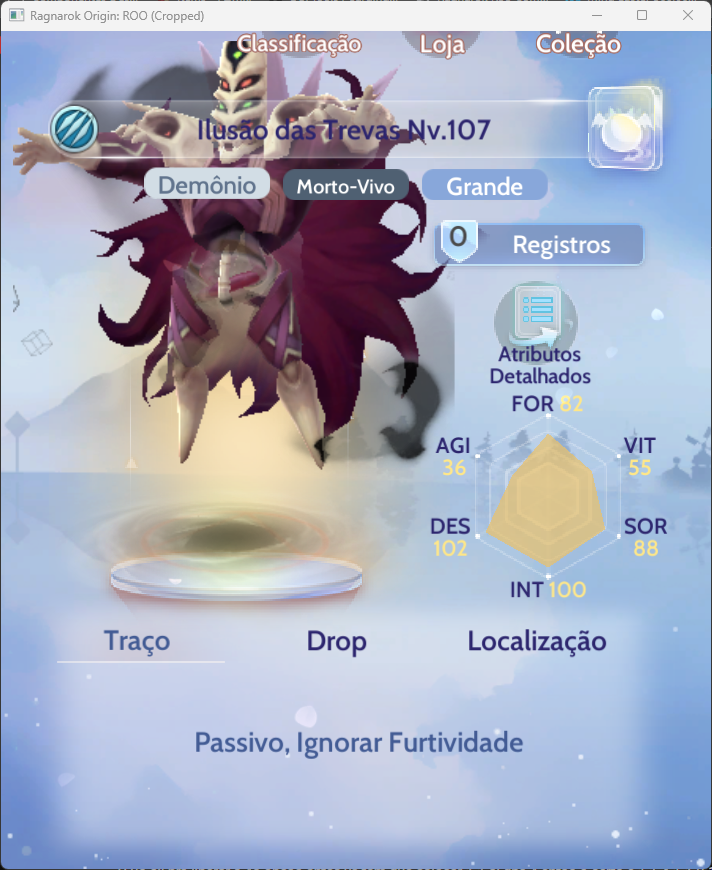 Ragnarok Origin: ROO (Cropped)
Classificação Loja Coleção
Ilusão das Trevas Nv.107
Demônio Morto-Vivo Grande
0 Registros
Atributos
Detalhados
FOR 82
AGI
36
VIT
55
DES
102
SOR
88
INT 100
Traço Drop Localização
Passivo, Ignorar Furtividade